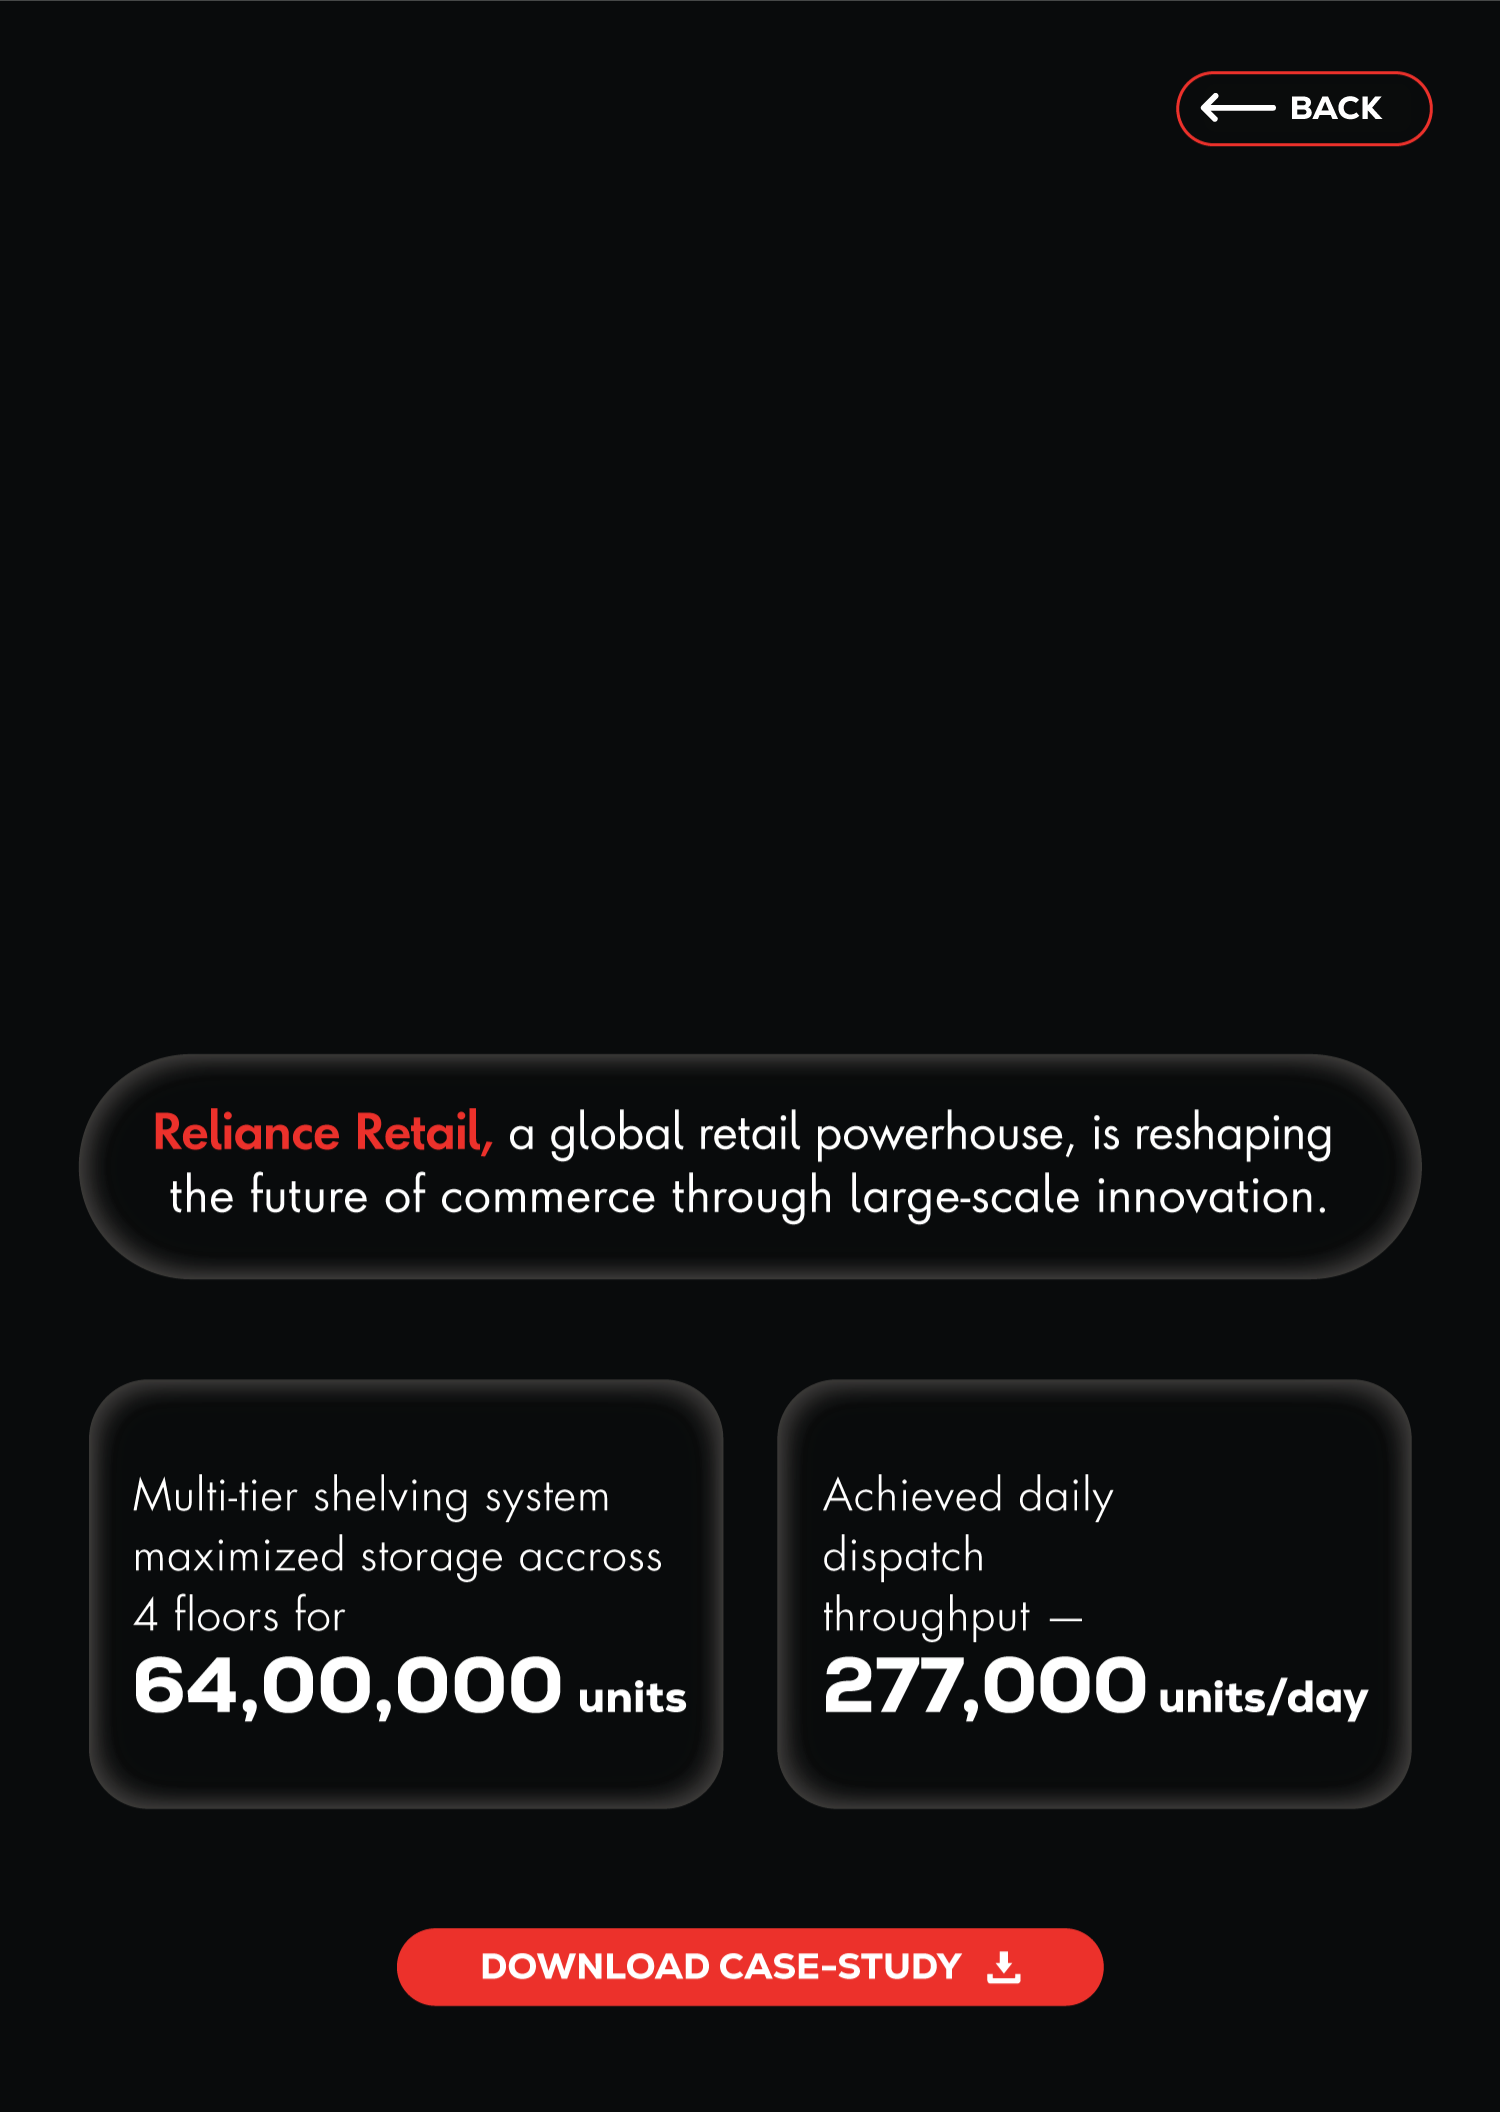 BACK
Reliance Retail, a global retail powerhouse, is reshaping
the future of commerce through large-scale innovation.
Multi-tier shelving system
maximized storage accross
4 floors for
64,00,000 units
Achieved daily
dispatch
throughput —
277,000 units/day
DOWNLOAD CASE-STUDY